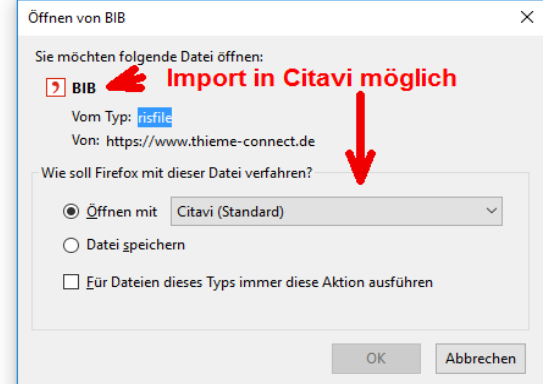 Öffnen von BIB
Sie möchten folgende Datei öffnen:
BIB
Import in Citavi möglich
Vom Typ: risfile
Von: https://www.thieme-connect.de
Wie soll Firefox mit dieser Datei verfahren?
Öffnen mit Citavi (Standard)
Datei speichern
Für Dateien dieses Typs immer diese Aktion ausführen
OK Abbrechen